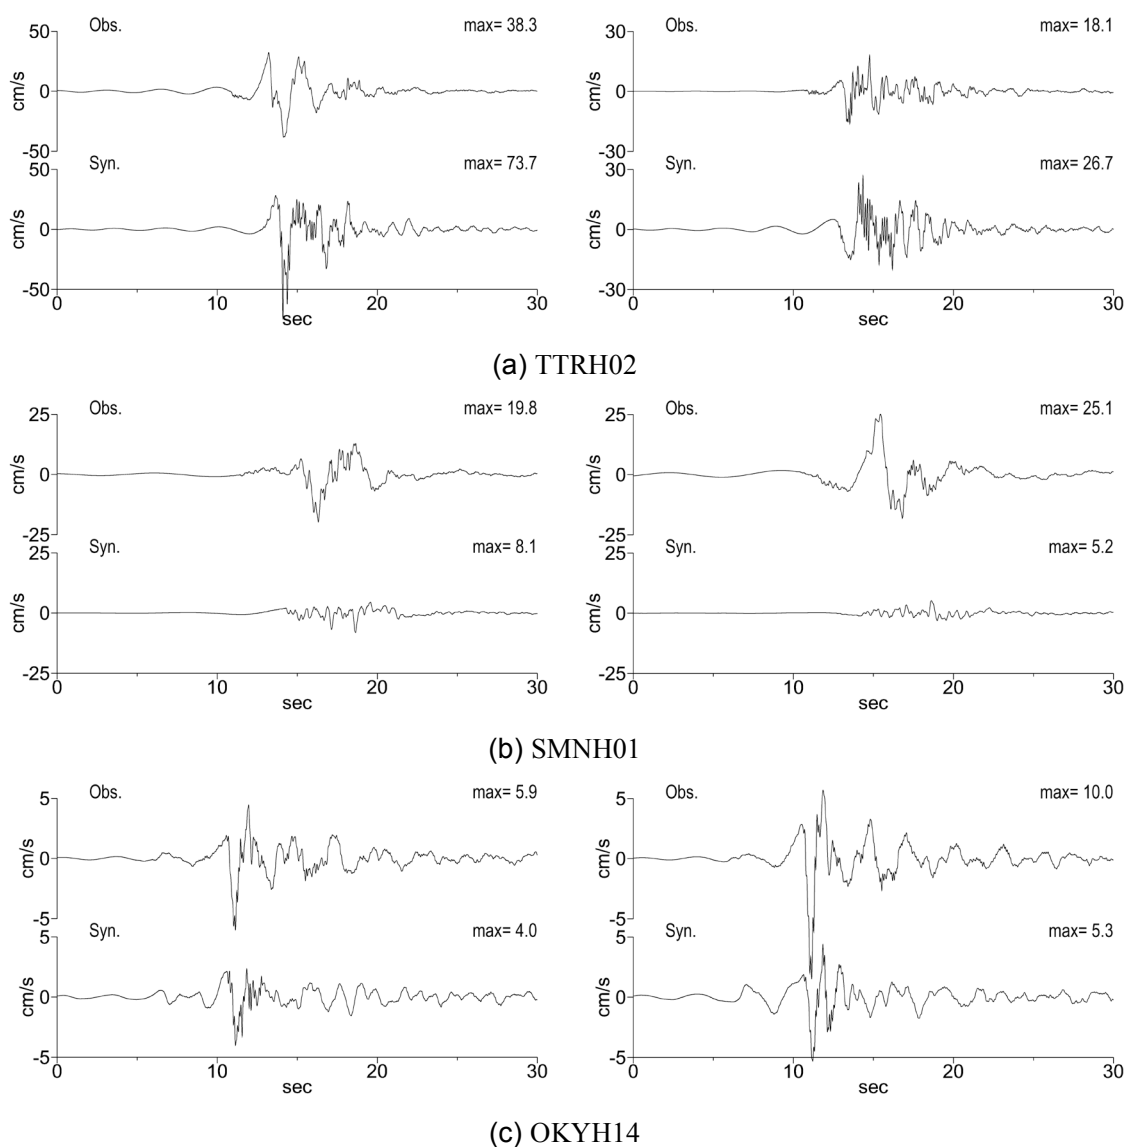 50
Obs.
max= 38.3
cm/s
0
-50
50
Syn.
max= 73.7
cm/s
0
-50
0
10
20
30
sec
30
Obs.
max= 18.1
cm/s
0
-30
30
Syn.
max= 26.7
cm/s
0
-30
0
10
20
30
sec
(a) TTRH02
25
Obs.
max= 19.8
cm/s
0
-25
25
Syn.
max= 8.1
cm/s
0
-25
0
10
20
30
sec
25
Obs.
max= 25.1
cm/s
0
-25
25
Syn.
max= 5.2
cm/s
0
-25
0
10
20
30
sec
(b) SMNH01
5
Obs.
max= 5.9
cm/s
0
-5
5
Syn.
max= 4.0
cm/s
0
-5
0
10
20
30
sec
5
Obs.
max= 10.0
cm/s
0
-5
5
Syn.
max= 5.3
cm/s
0
-5
0
10
20
30
sec
(c) OKYH14